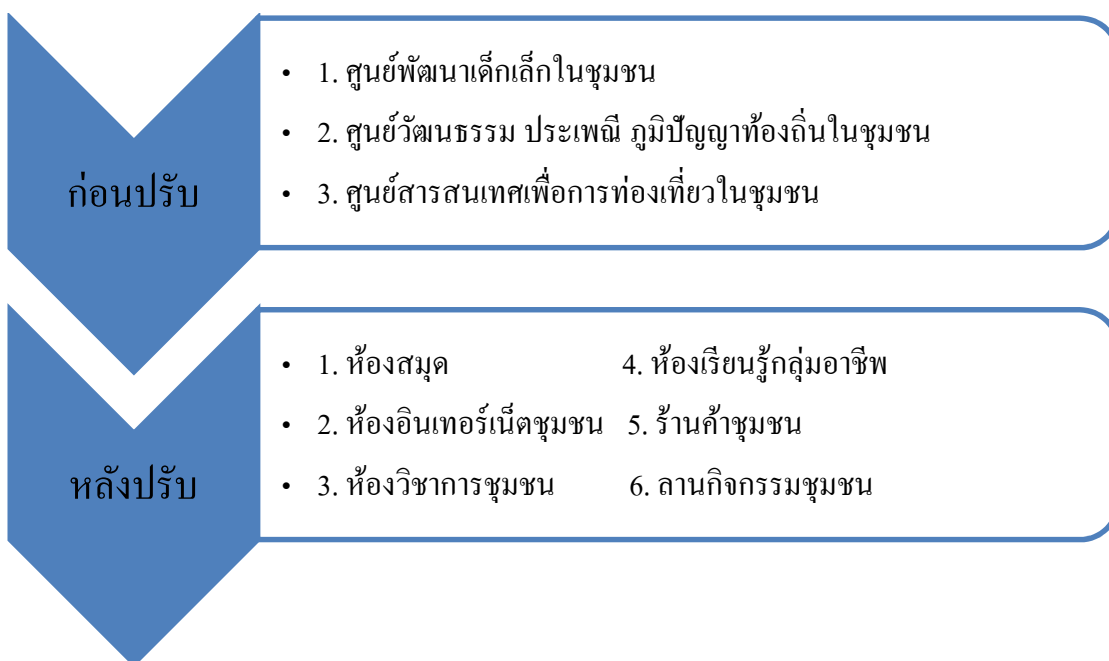 ก่อนปรับ
• 1. ศูนย์พัฒนาเด็กเล็กในชุมชน
• 2. ศูนย์วัฒนธรรม ประเพณี ภูมิปัญญาท้องถิ่นในชุมชน
• 3. ศูนย์สารสนเทศเพื่อการท่องเที่ยวในชุมชน
หลังปรับ
• 1. ห้องสมุด 4. ห้องเรียนรู้กลุ่มอาชีพ
• 2. ห้องอินเทอร์เน็ตชุมชน 5. ร้านค้าชุมชน
• 3. ห้องวิชาการชุมชน 6. ลานกิจกรรมชุมชน